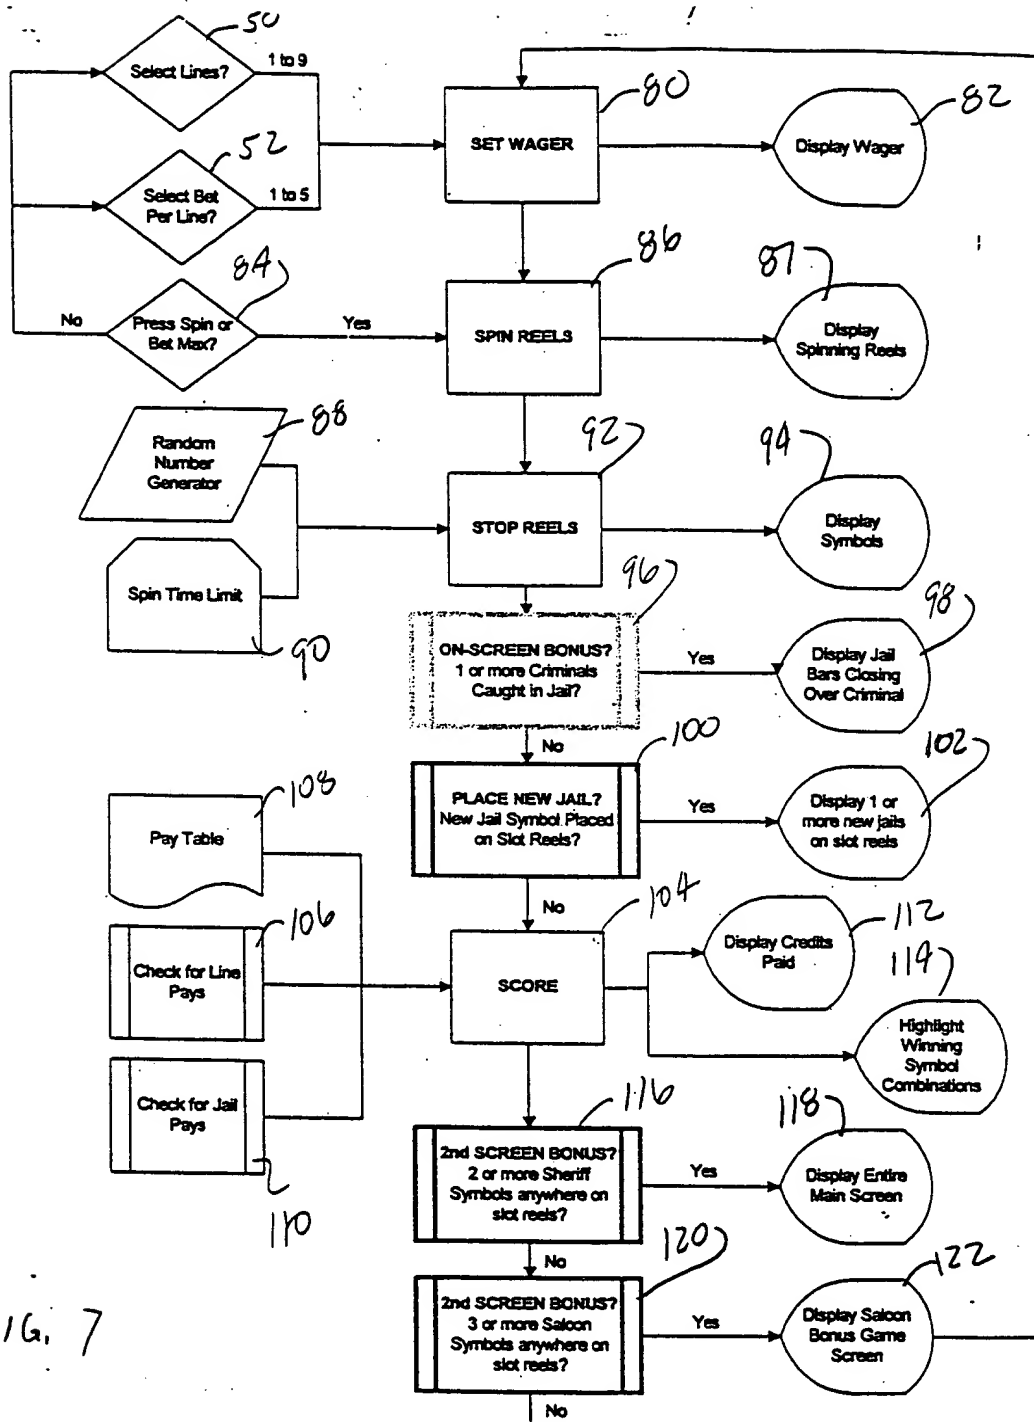 50
Select Lines?
1 to 9
52
Select Bet
Per Line?
1 to 5
80
SET WAGER
82
Display Wager
84
Press Spin or
Bet Max?
No
Yes
86
SPIN REELS
87
Display
Spinning Reels
88
Random
Number
Generator
Spin Time Limit
90
92
STOP REELS
94
Display
Symbols
96
ON-SCREEN BONUS?
1 or more Criminals
Caught in Jail?
Yes
98
Display Jail
Bars Closing
Over Criminal
No
100
PLACE NEW JAIL?
New Jail Symbol Placed
on Slot Reels?
Yes
102
Display 1 or
more new jails
on slot reels
No
108
Pay Table
106
Check for Line
Pays
Check for Jail
Pays
110
104
SCORE
112
Display Credits
Paid
114
Highlight
Winning
Symbol
Combinations
116
2nd SCREEN BONUS?
2 or more Sheriff
Symbols anywhere on
slot reels?
Yes
118
Display Entire
Main Screen
No
120
2nd SCREEN BONUS?
3 or more Saloon
Symbols anywhere on
slot reels?
Yes
122
Display Saloon
Bonus Game
Screen
No
IG. 7